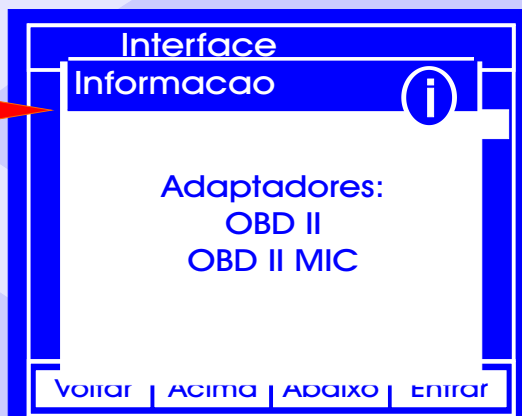 Interface
Informacao
i
Adaptadores:
OBD II
OBD II MIC
Voltar Acima Abaixo Entrar